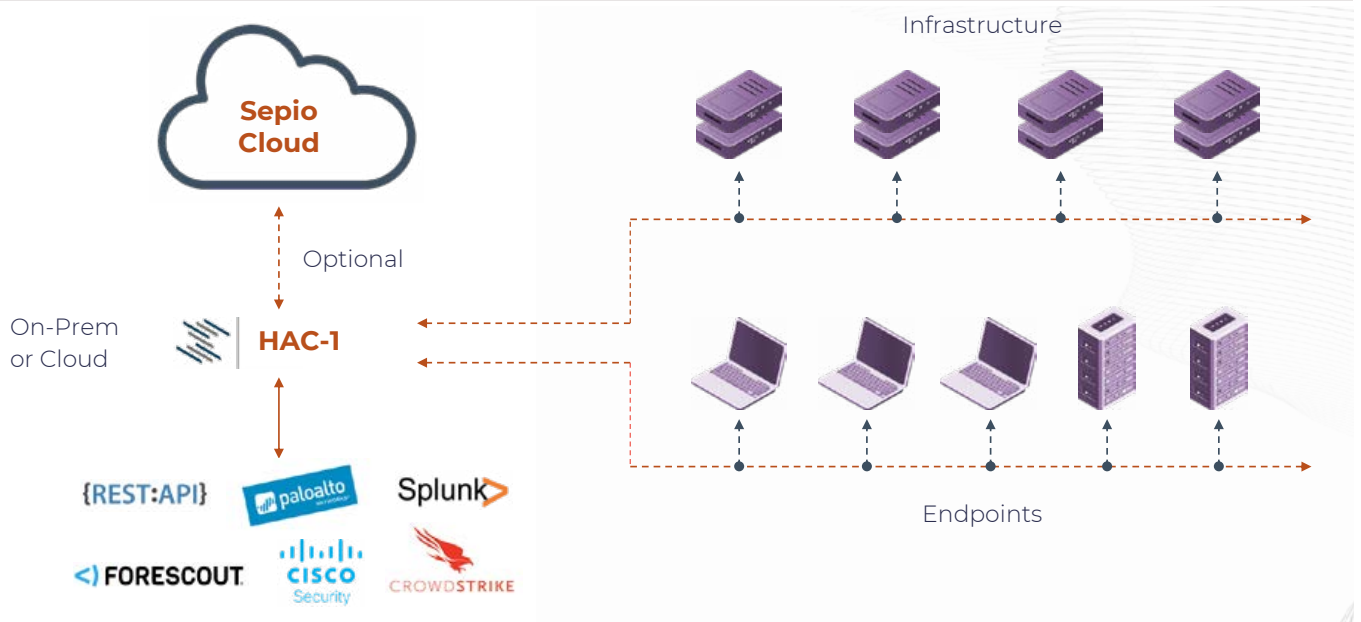 Infrastructure
Sepio
Cloud
Optional
On-Prem
or Cloud
HAC-1
{REST:API}
paloalto
Splunk>
<) FORESCOUT.
CISCO
Security
CROWDSTRIKE
Endpoints